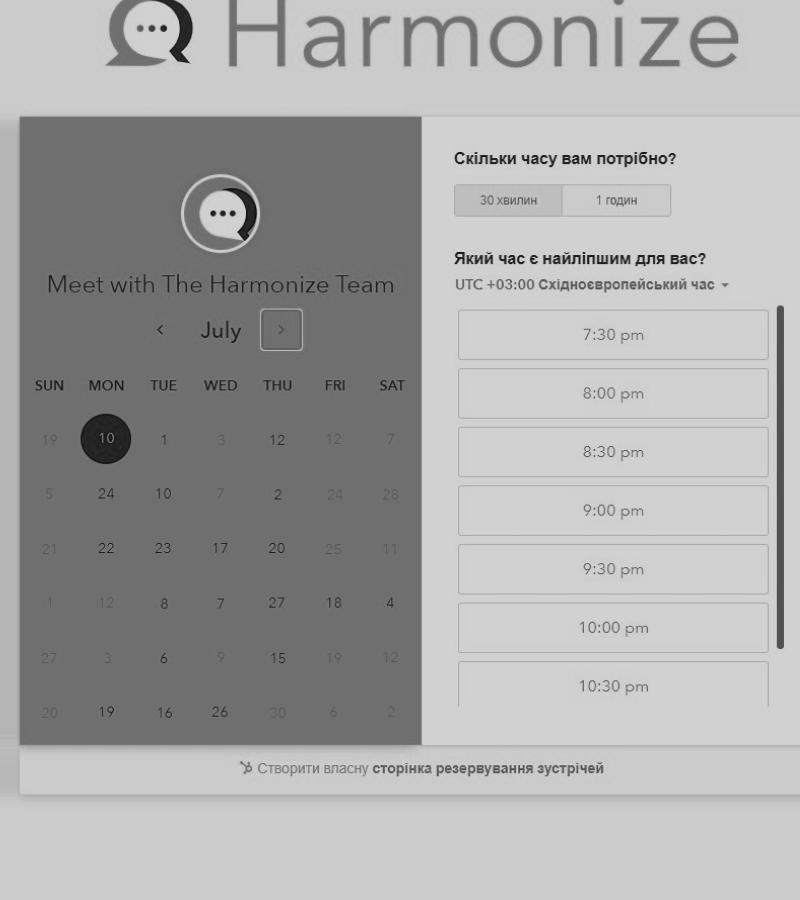 Harmonize
Meet with The Harmonize Team
July
SUN MON TUE WED THU FRI SAT
19 10 1 3 12 12 7
5 24 10 7 2 24 28
21 22 23 17 20 25 11
1 12 8 7 27 18 4
27 3 6 9 15 19 12
20 19 16 26 30 6 2
Скільки часу вам потрібно?
30 хвилин 1 годин
Який час є найліпшим для вас?
UTC +03:00 Східноєвропейський час
7:30 pm
8:00 pm
8:30 pm
9:00 pm
9:30 pm
10:00 pm
10:30 pm
Створити власну сторінка резервування зустрічей